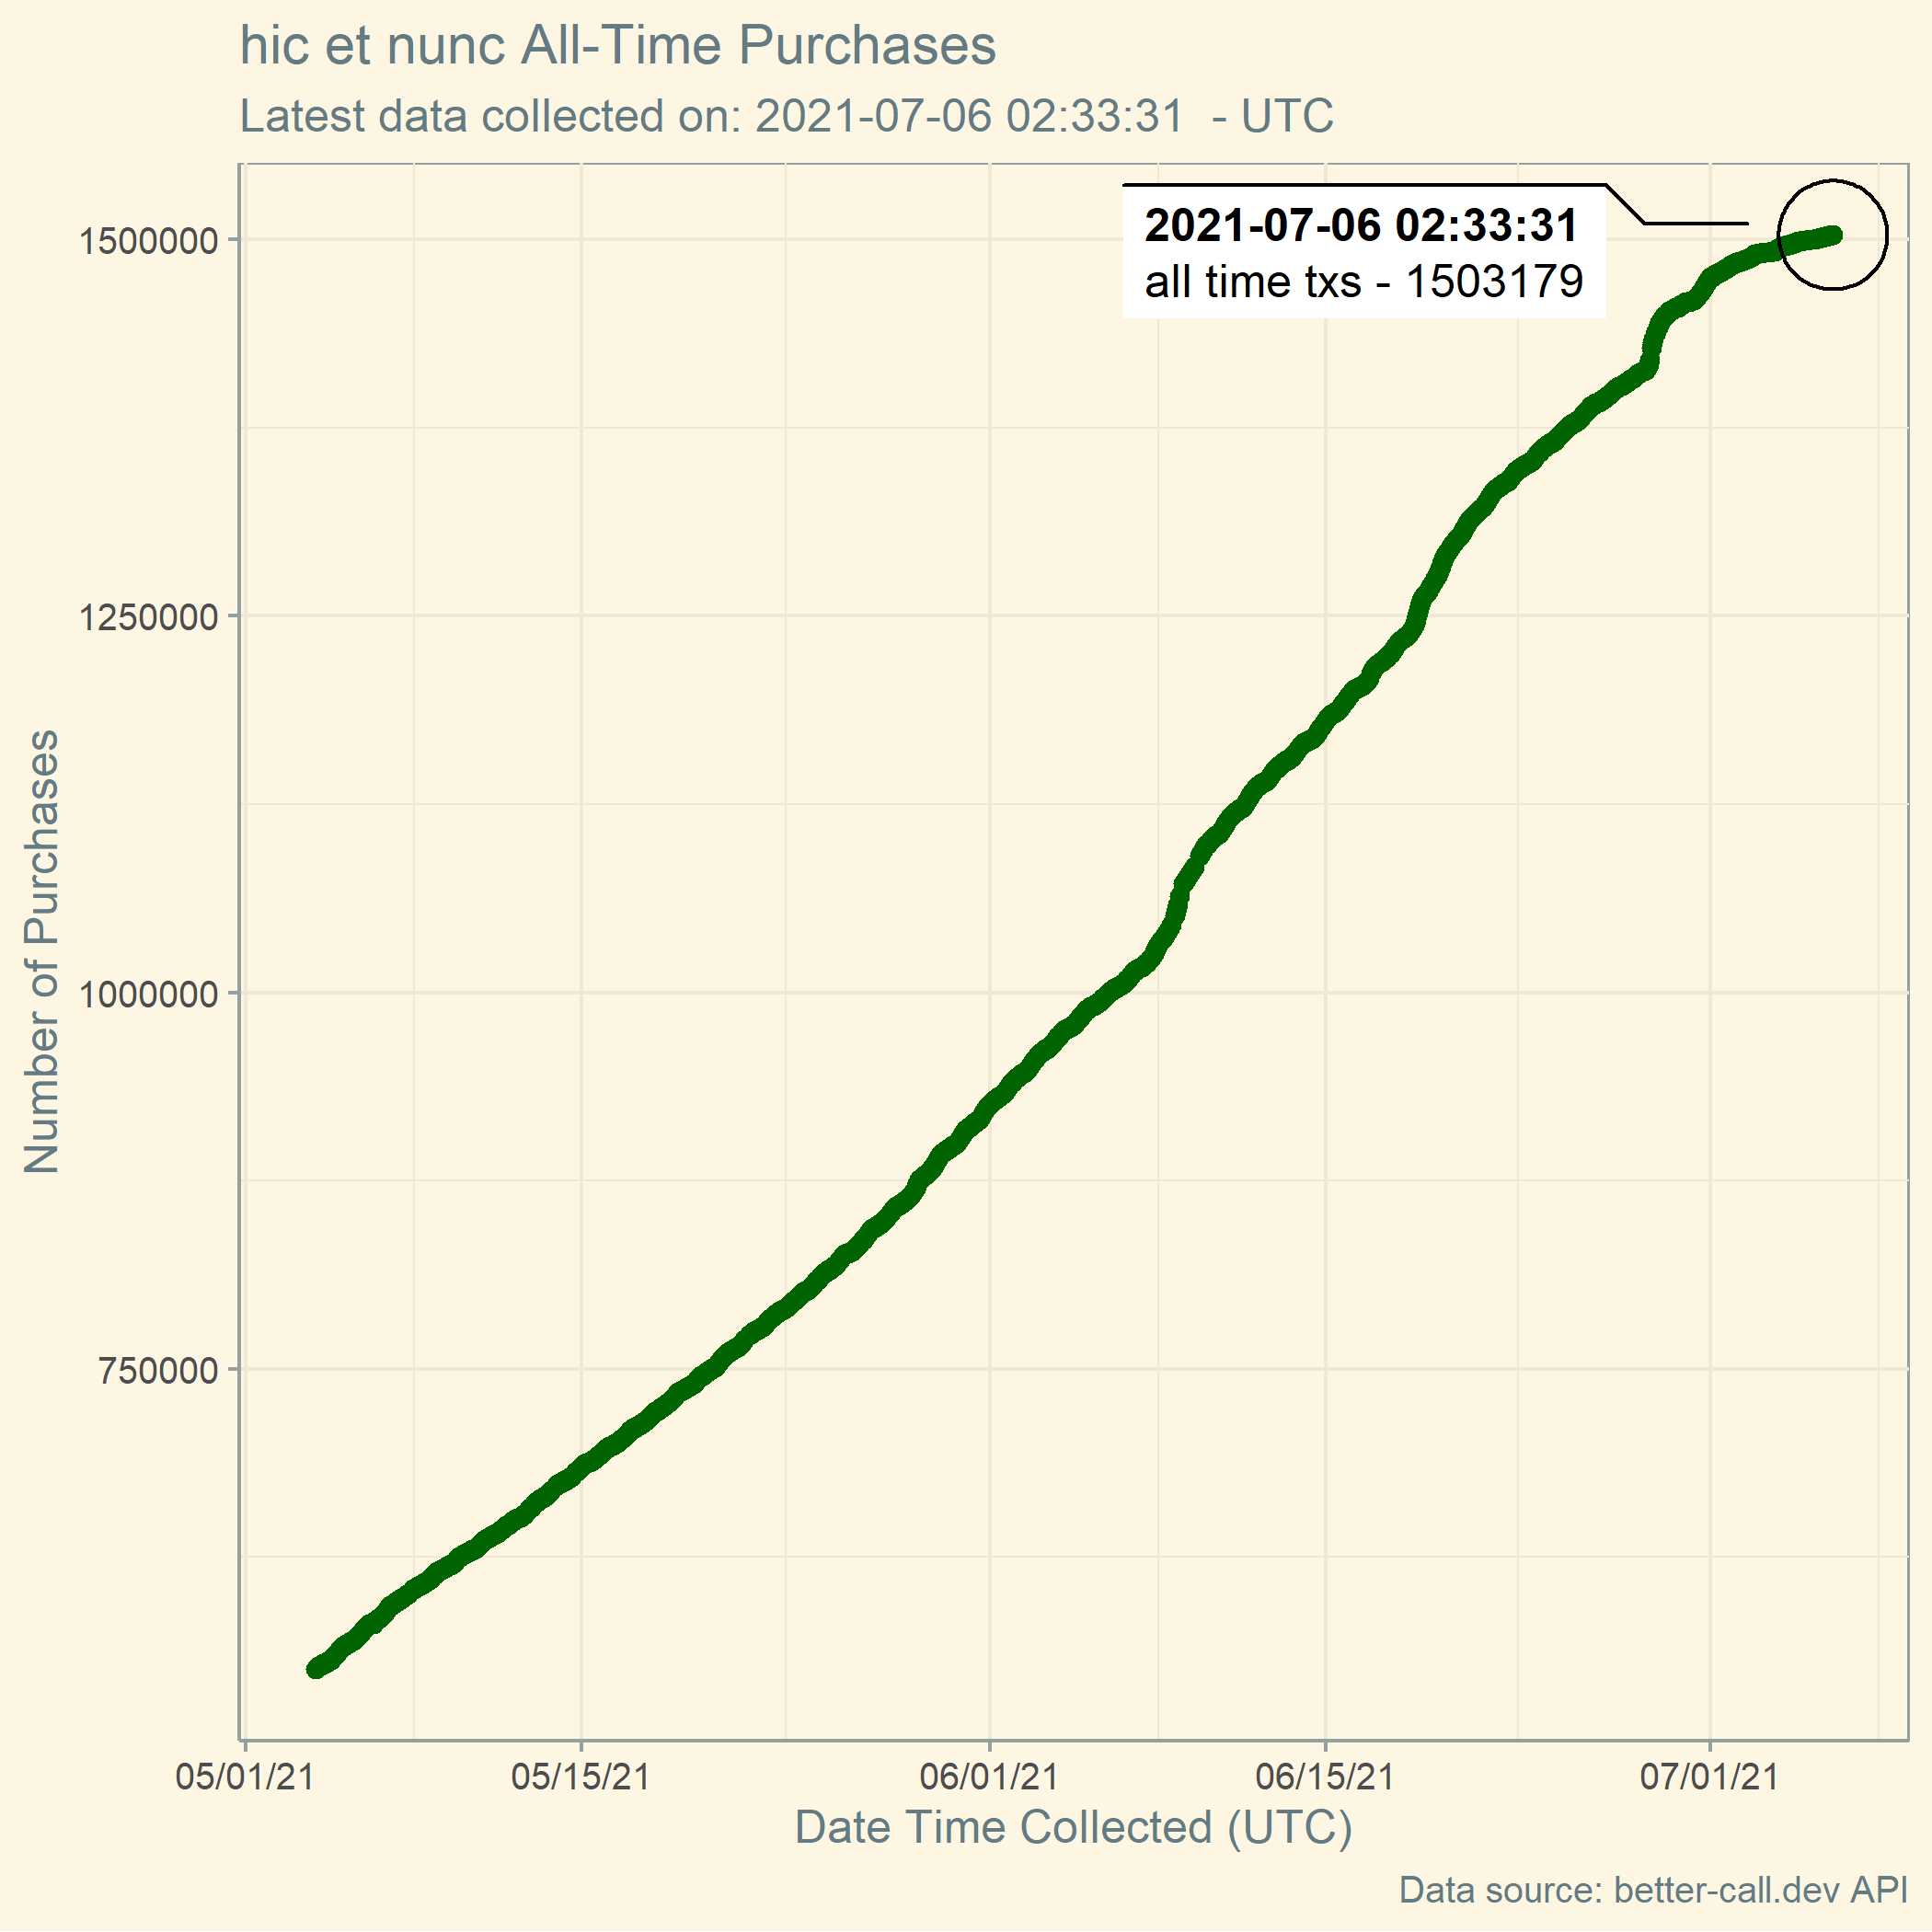 hic et nunc All-Time Purchases
Latest data collected on: 2021-07-06 02:33:31  - UTC
2021-07-06 02:33:31
all time txs - 1503179
Number of Purchases
1500000
1250000
1000000
750000
05/01/21
05/15/21
06/01/21
06/15/21
07/01/21
Date Time Collected (UTC)
Data source: better-call.dev API